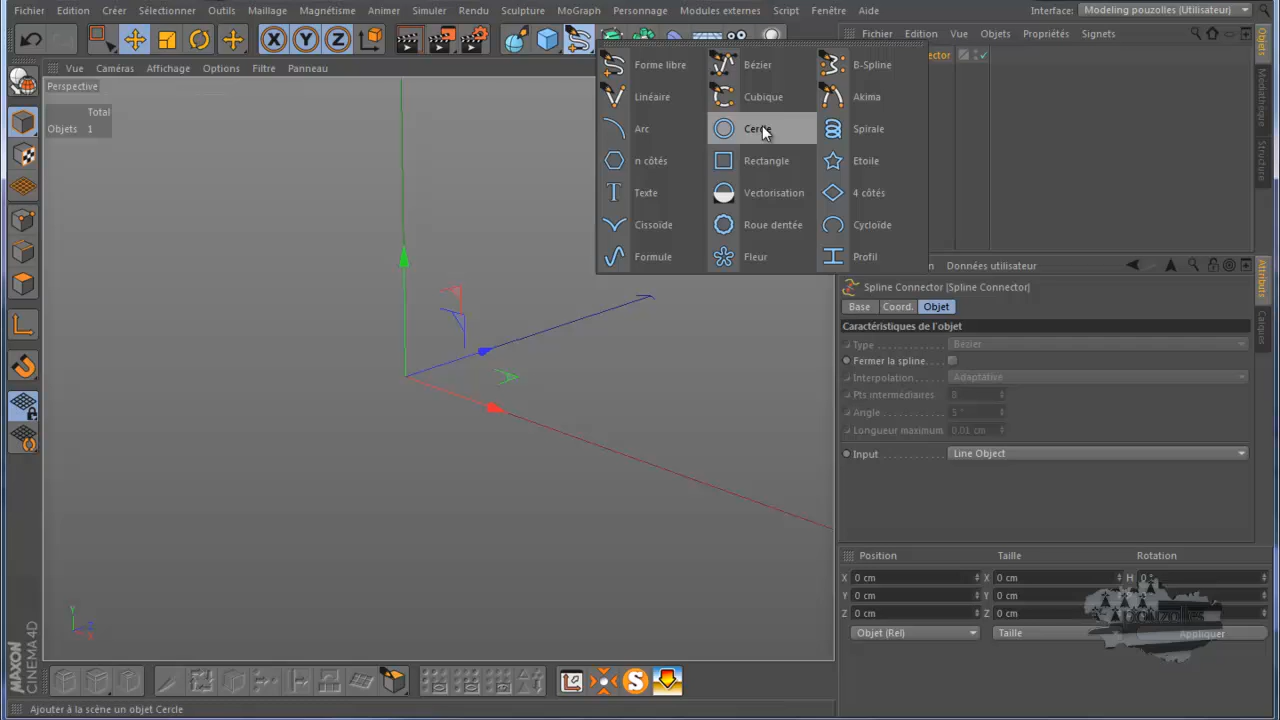 Fichier Edition Créer Sélectionner Outils Maillage Magnétisme Animer Simuler Rendu Sculpture MoGraph Personnage Modules externes Script Fenêtre Aide Interface: Modeling pouzolles (Utilisateur)
Fichier Edition Vue Objets Propriétés Signets
Vue Caméras Affichage Options Filtre Panneau
Perspective
Total
Objets 1
Forme libre Bézier B-Spline
Linéaire Cubique Akima
Arc Cercle Spirale
n côtés Rectangle Etoile
Texte Vectorisation 4 côtés
Cissoïde Roue dentée Cycloïde
Formule Fleur Profil
Objets
Médiathèque
Structure
Données utilisateur
Attributs
Calques
Spline Connector [Spline Connector]
Base Coord. Objet
Caractéristiques de l'objet
Type Bézier
Fermer la spline
Interpolation Adaptative
Pts intermédiaires 8
Angle 5 °
Longueur maximum 0.01 cm
Input Line Object
Position Taille Rotation
X 0 cm X 0 cm H 0 °
Y 0 cm Y 0 cm
Z 0 cm Z 0 cm
Objet (Rel) Taille Appliquer
Y
Z
X
MAXON
CINEMA 4D
Ajouter à la scène un objet Cercle